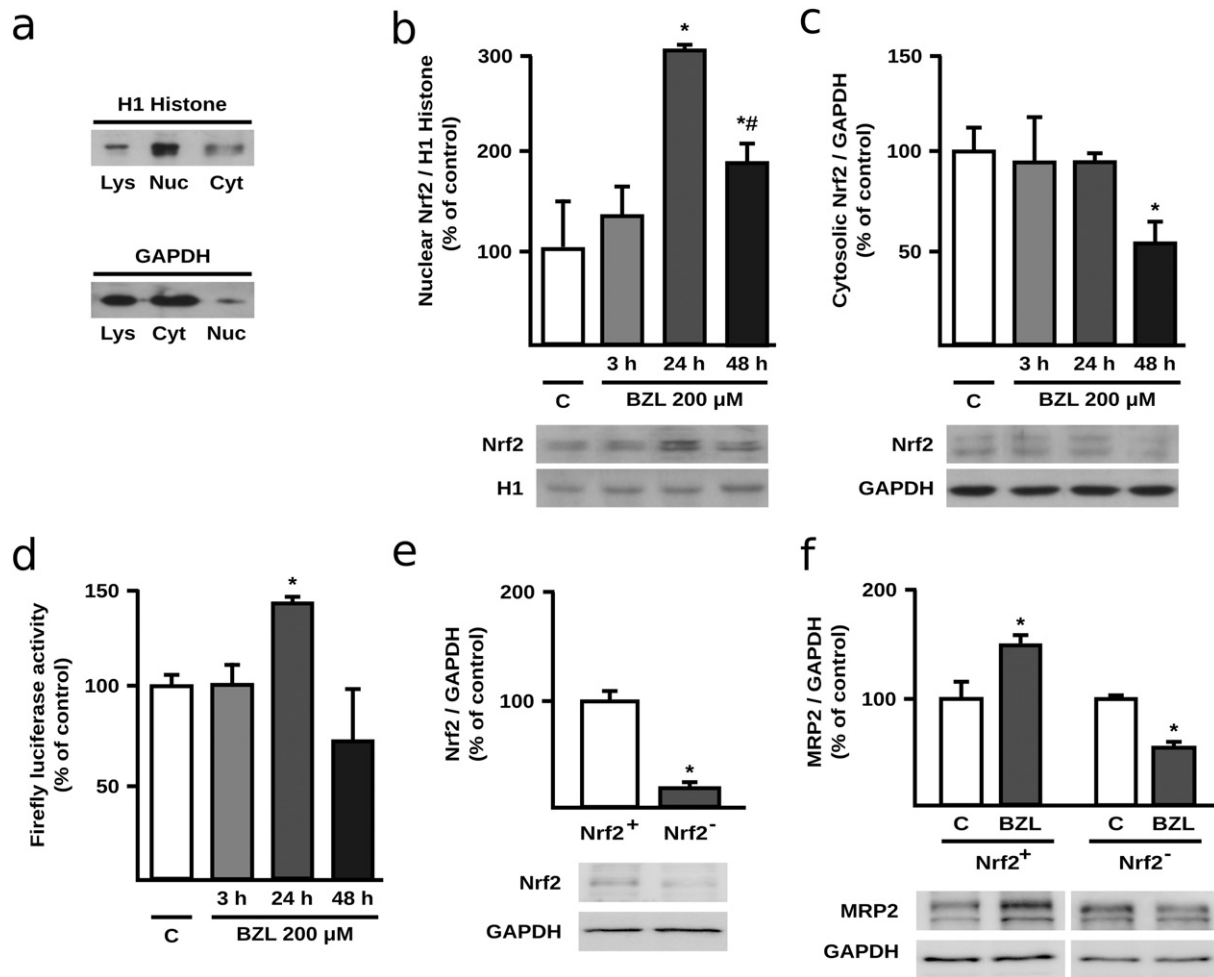 a
H1 Histone
Lys Nuc Cyt
GAPDH
Lys Cyt Nuc
b
Nuclear Nrf2 / H1 Histone
(% of control)
300
200
100
*
*#
3 h 24 h 48 h
C BZL 200 µM
Nrf2
H1
c
Cytosolic Nrf2 / GAPDH
(% of control)
150
100
50
*
3 h 24 h 48 h
C BZL 200 µM
Nrf2
GAPDH
d
Firefly luciferase activity
(% of control)
150
100
50
*
3 h 24 h 48 h
C BZL 200 µM
e
Nrf2 / GAPDH
(% of control)
200
100
*
Nrf2⁺ Nrf2⁻
Nrf2
GAPDH
f
MRP2 / GAPDH
(% of control)
200
100
*
*
C BZL C BZL
Nrf2⁺ Nrf2⁻
MRP2
GAPDH